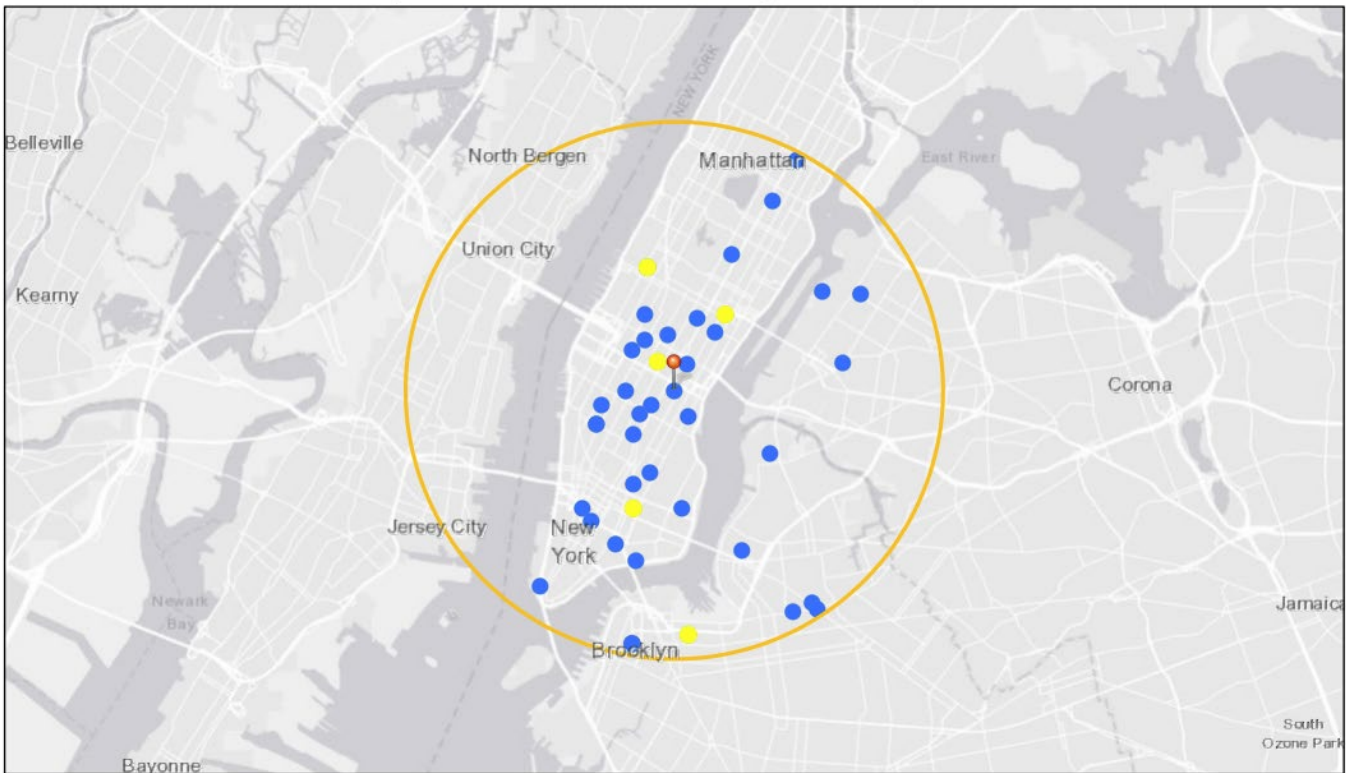 NEW YORK
Belleville
North Bergen
Manhattan
East River
Union City
Kearny
Corona
Jersey City
New
York
Newark
Bay
Jamaica
Brooklyn
South
Ozone Park
Bayonne